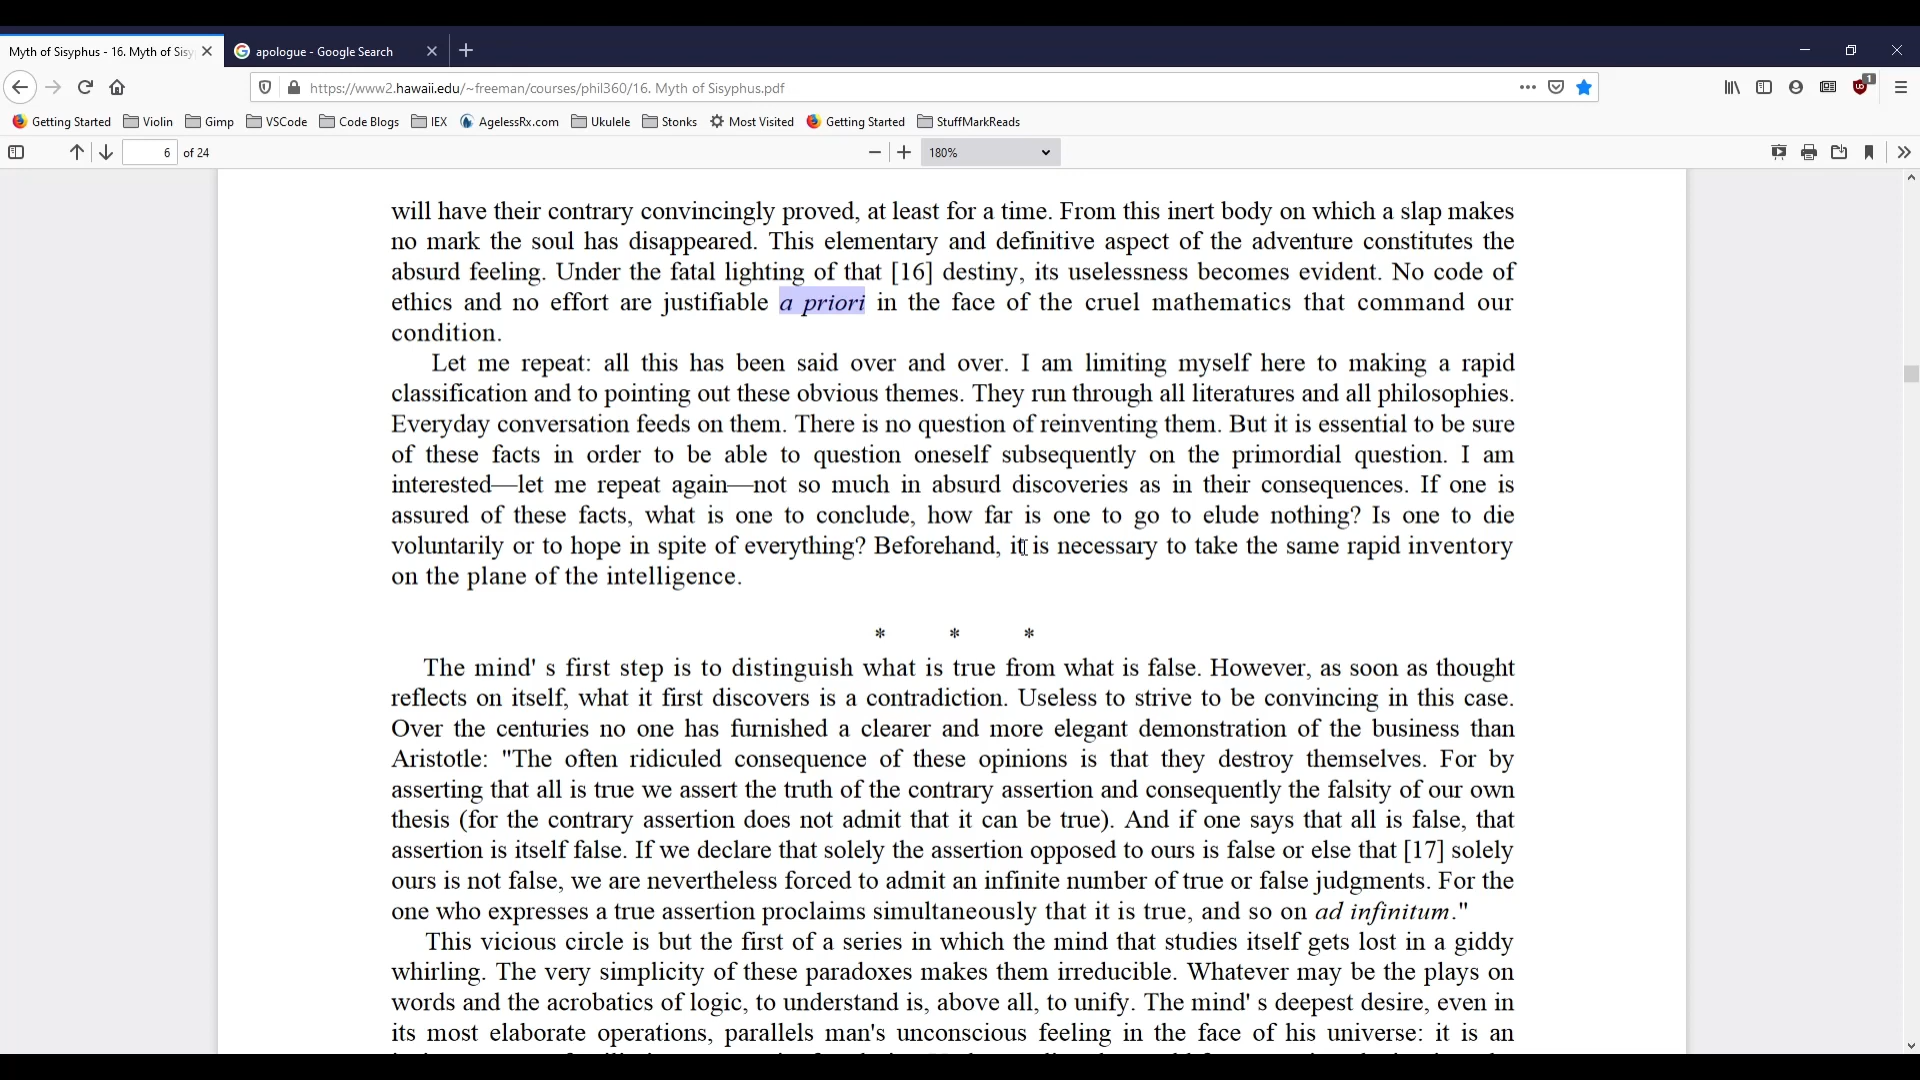 Myth of Sisyphus - 16. Myth of Sisy
apologue - Google Search
https://www2.hawaii.edu/~freeman/courses/phil360/16. Myth of Sisyphus.pdf
1
Getting Started Violin Gimp VSCode Code Blogs IEX AgelessRx.com Ukulele Stonks Most Visited Getting Started StuffMarkReads
6 of 24
180%
will have their contrary convincingly proved, at least for a time. From this inert body on which a slap makes
no mark the soul has disappeared. This elementary and definitive aspect of the adventure constitutes the
absurd feeling. Under the fatal lighting of that [16] destiny, its uselessness becomes evident. No code of
ethics and no effort are justifiable a priori in the face of the cruel mathematics that command our
condition.
Let me repeat: all this has been said over and over. I am limiting myself here to making a rapid
classification and to pointing out these obvious themes. They run through all literatures and all philosophies.
Everyday conversation feeds on them. There is no question of reinventing them. But it is essential to be sure
of these facts in order to be able to question oneself subsequently on the primordial question. I am
interested—let me repeat again—not so much in absurd discoveries as in their consequences. If one is
assured of these facts, what is one to conclude, how far is one to go to elude nothing? Is one to die
voluntarily or to hope in spite of everything? Beforehand, it is necessary to take the same rapid inventory
on the plane of the intelligence.
* * *
The mind' s first step is to distinguish what is true from what is false. However, as soon as thought
reflects on itself, what it first discovers is a contradiction. Useless to strive to be convincing in this case.
Over the centuries no one has furnished a clearer and more elegant demonstration of the business than
Aristotle: "The often ridiculed consequence of these opinions is that they destroy themselves. For by
asserting that all is true we assert the truth of the contrary assertion and consequently the falsity of our own
thesis (for the contrary assertion does not admit that it can be true). And if one says that all is false, that
assertion is itself false. If we declare that solely the assertion opposed to ours is false or else that [17] solely
ours is not false, we are nevertheless forced to admit an infinite number of true or false judgments. For the
one who expresses a true assertion proclaims simultaneously that it is true, and so on ad infinitum."
This vicious circle is but the first of a series in which the mind that studies itself gets lost in a giddy
whirling. The very simplicity of these paradoxes makes them irreducible. Whatever may be the plays on
words and the acrobatics of logic, to understand is, above all, to unify. The mind' s deepest desire, even in
its most elaborate operations, parallels man's unconscious feeling in the face of his universe: it is an